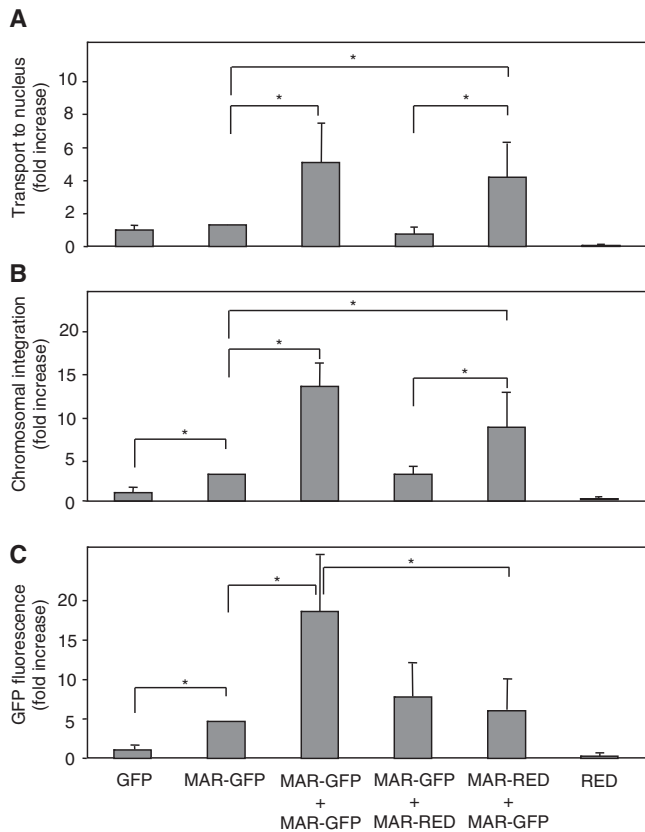 A
Transport to nucleus
(fold increase)
10
8
6
4
2
0
*
*
*
B
Chromosomal integration
(fold increase)
20
15
10
5
0
*
*
*
*
C
GFP fluorescence
(fold increase)
20
15
10
5
0
*
*
*
GFP
MAR-GFP
MAR-GFP
+
MAR-GFP
MAR-GFP
+
MAR-RED
MAR-RED
+
MAR-GFP
RED